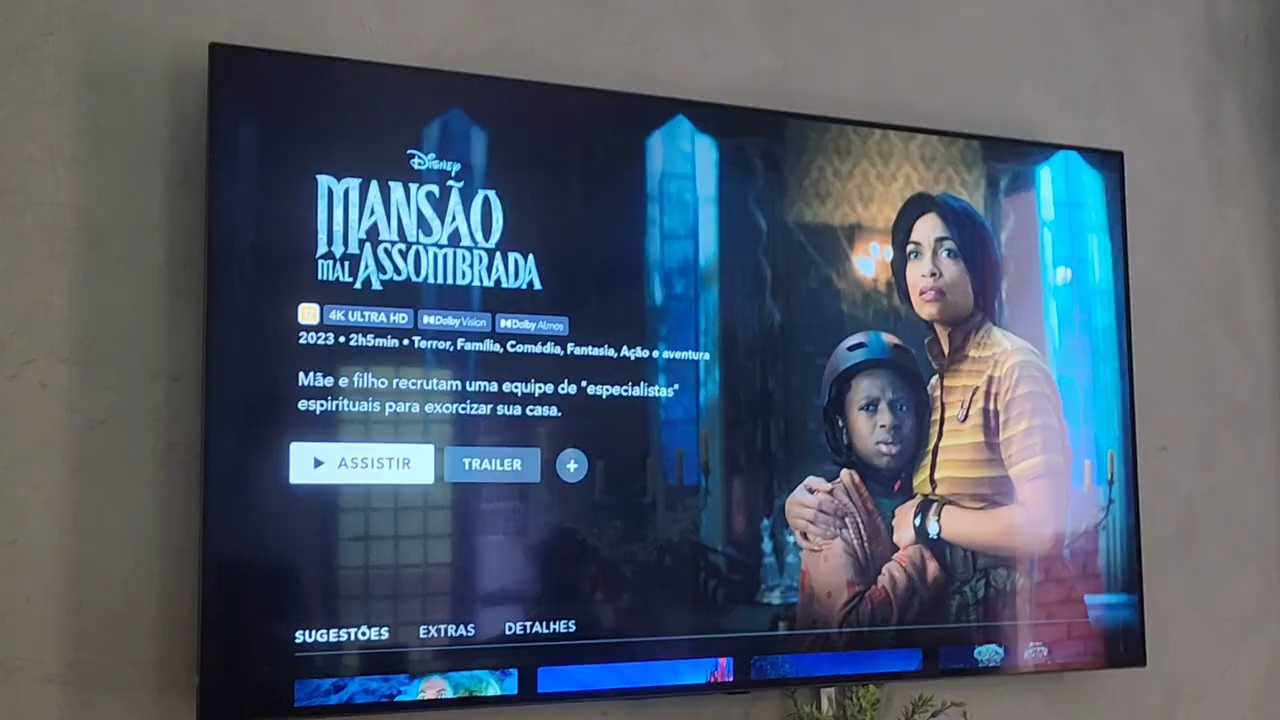 Disney
MANSÃO
MAL ASSOMBRADA
4K ULTRA HD Dolby Vision Dolby Atmos
2023 • 2h5min • Terror, Família, Comédia, Fantasia, Ação e aventura
Mãe e filho recrutam uma equipe de "especialistas"
espirituais para exorcizar sua casa.
ASSISTIR TRAILER +
SUGESTÕES EXTRAS DETALHES